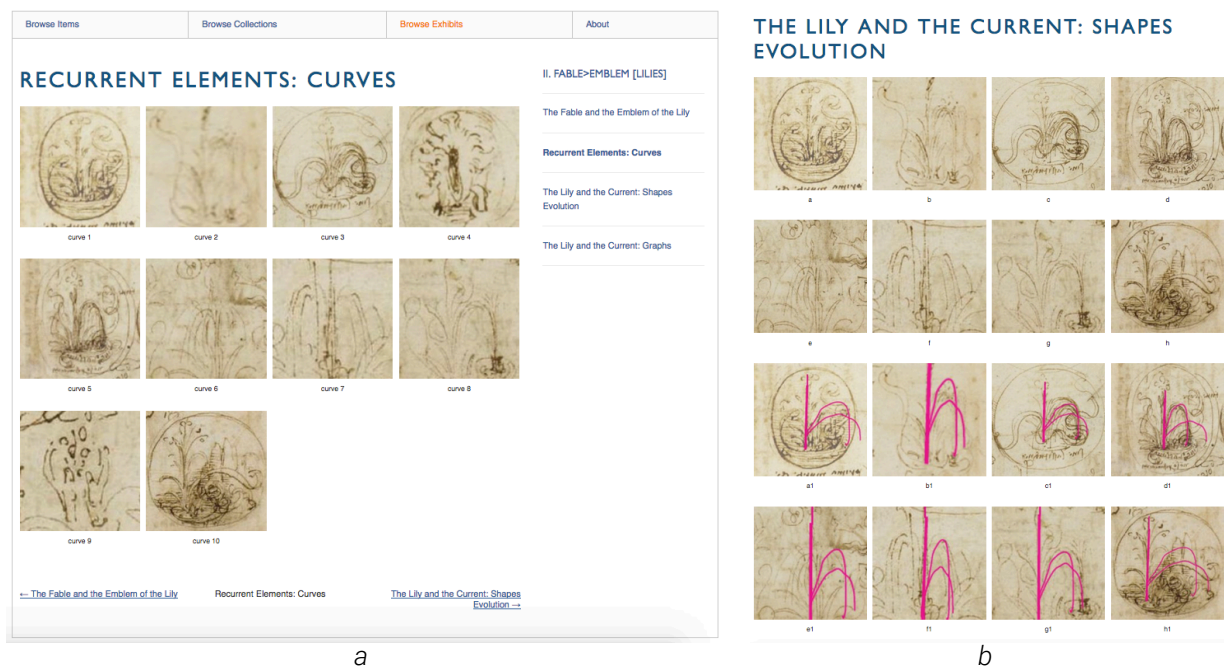 Browse Items
Browse Collections
Browse Exhibits
About
RECURRENT ELEMENTS: CURVES
curve 1
curve 2
curve 3
curve 4
curve 5
curve 6
curve 7
curve 8
curve 9
curve 10
← The Fable and the Emblem of the Lily
Recurrent Elements: Curves
The Lily and the Current: Shapes
Evolution →
II. FABLE>EMBLEM [LILIES]
The Fable and the Emblem of the Lily
Recurrent Elements: Curves
The Lily and the Current: Shapes
Evolution
The Lily and the Current: Graphs
a
THE LILY AND THE CURRENT: SHAPES
EVOLUTION
a
b
c
d
e
f
g
h
a1
b1
c1
d1
e1
f1
g1
h1
b